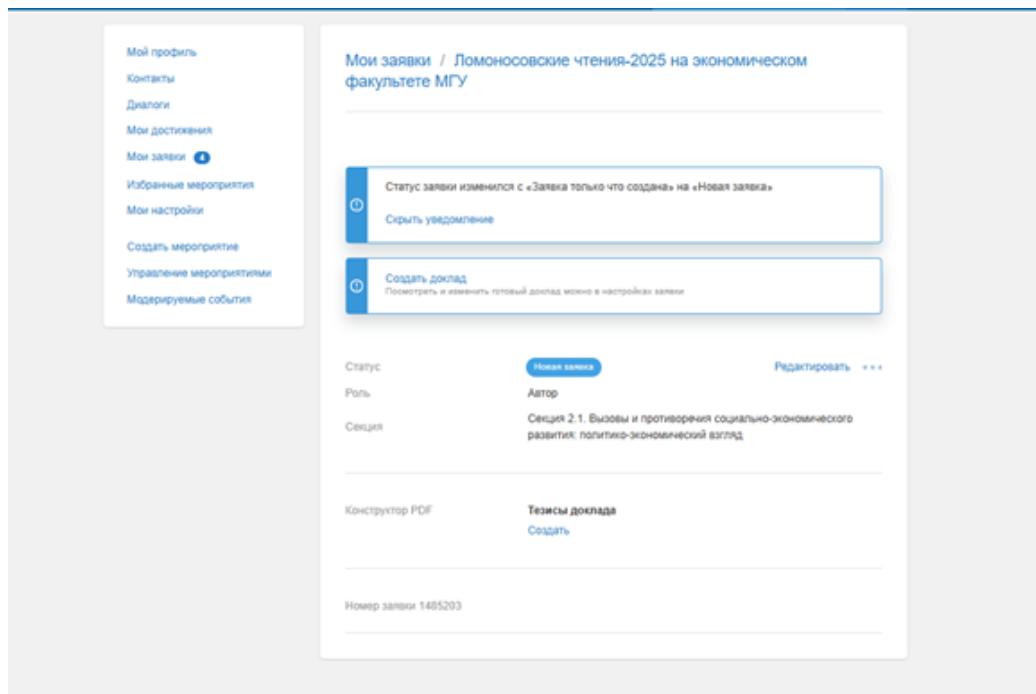 Мой профиль
Контакты
Диалоги
Мои достижения
Мои заявки 4
Избранные мероприятия
Мои настройки
Создать мероприятие
Управление мероприятиями
Модерируемые события
Мои заявки / Ломоносовские чтения-2025 на экономическом
факультете МГУ
Статус заявки изменился с «Заявка только что создана» на «Новая заявка»
Скрыть уведомление
Создать доклад
Посмотреть и изменить готовый доклад можно в настройках заявки
Статус Новая заявка Редактировать
Роль Автор
Секция Секция 2.1. Вызовы и противоречия социально-экономического
развития: политико-экономический взгляд
Конструктор PDF Тезисы доклада
Создать
Номер заявки 1485203